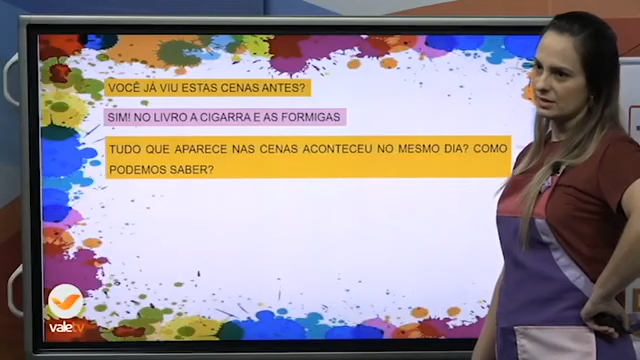 VOCÊ JÁ VIU ESTAS CENAS ANTES?
SIM! NO LIVRO A CIGARRA E AS FORMIGAS
TUDO QUE APARECE NAS CENAS ACONTECEU NO MESMO DIA? COMO
PODEMOS SABER?
valetv